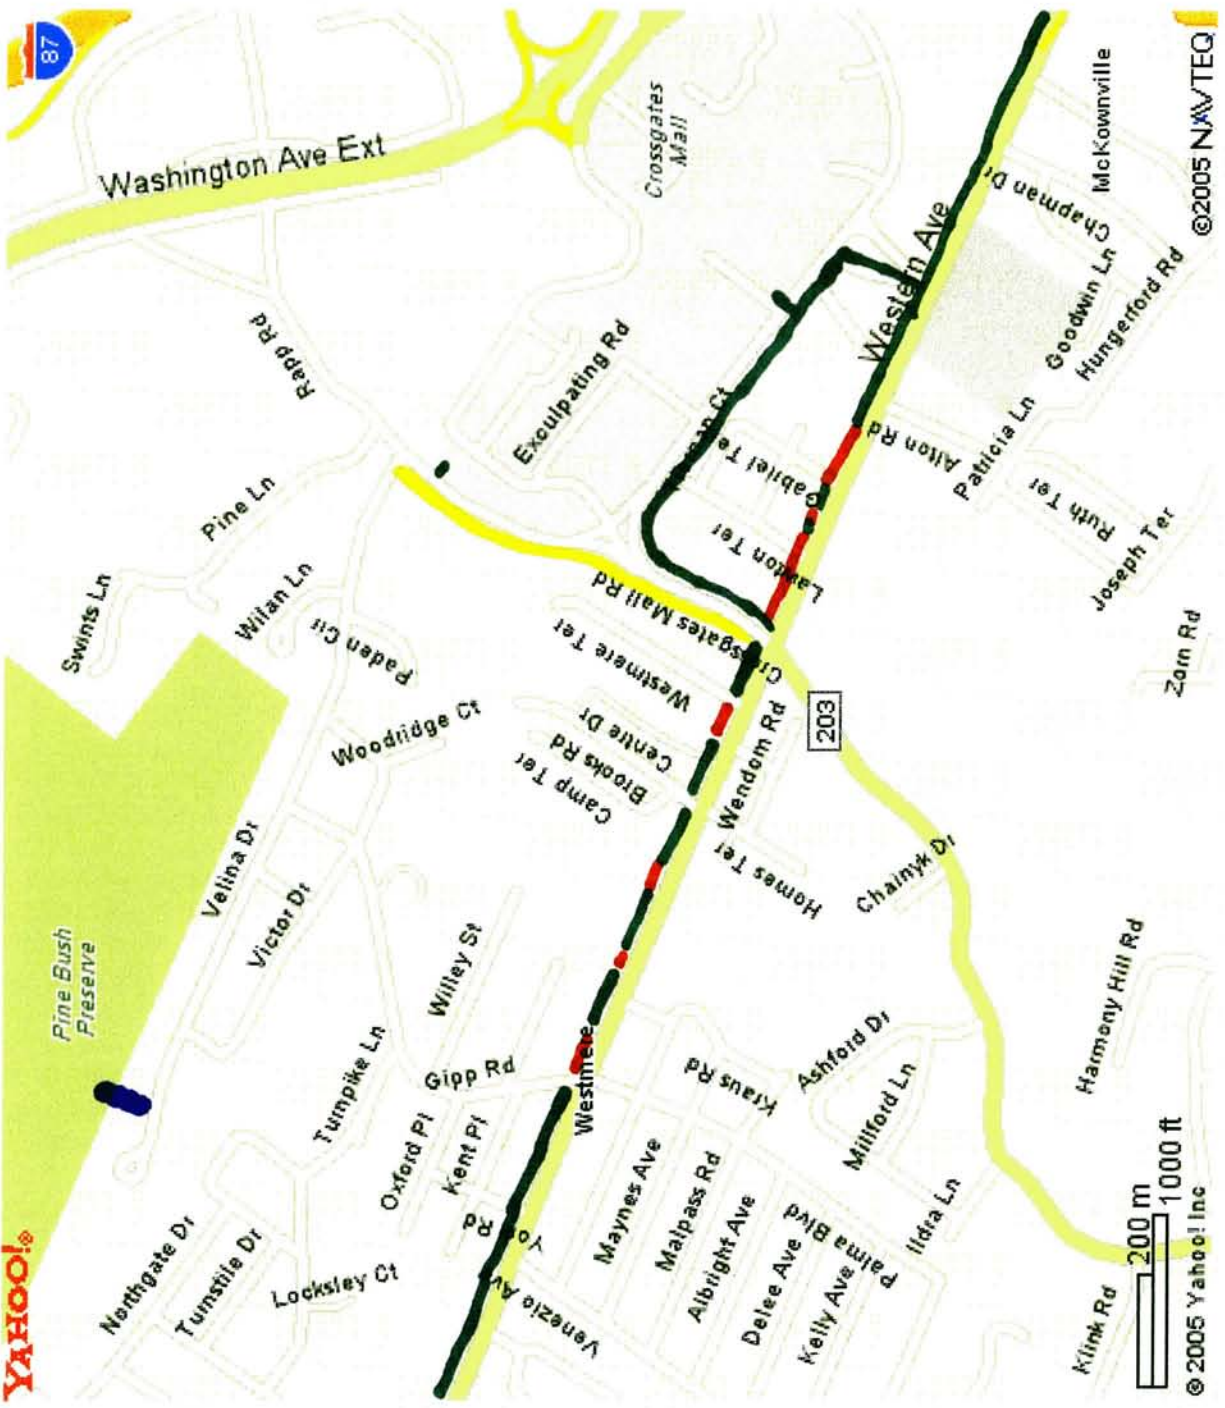 YAHOO!®
87
Washington Ave Ext
Crossgates
Mall
McKownville
©2005 NAVTEQ
Chapman Dr
Western Ave
Goodwin Ln
Hungerford Rd
Rapp Rd
Exculpating Rd
Alton Rd
Patricia Ln
Gabriel Te
Lawton Ter
Ruth Ter
Joseph Ter
Zorn Rd
Pine Ln
Swints Ln
Wilan Ln
Paden Cir
Crossgates Mall Rd
Westmere Ter
Centre Dr
Brooks Rd
Camp Ter
Woodridge Ct
Wendom Rd
203
Homes Ter
Chainyk Dr
Velina Dr
Victor Dr
Pine Bush
Preserve
Willey St
Westmere
Turnpike Ln
Gipp Rd
Oxford Pl
Kent Pl
Kraus Rd
Ashford Dr
Millford Ln
Harmony Hill Rd
Maynes Ave
Malpass Rd
Albright Ave
Delee Ave
Kelly Ave
Palma Blvd
Ildra Ln
Northgate Dr
Turnstile Dr
Locksley Ct
York Rd
Venezio Av
Klink Rd
200 m
1000 ft
© 2005 Yahoo! Inc